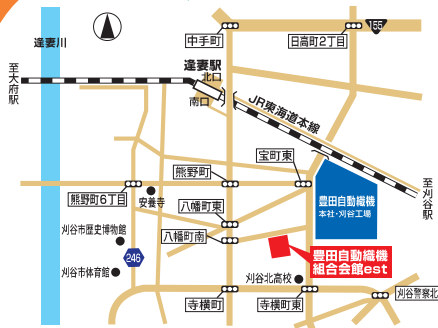 逢妻川
中手町
日高町2丁目
155
至大府駅
逢妻駅
北口
南口
JR東海道本線
宝町東
至刈谷駅
熊野町
熊野町6丁目
安養寺
豊田自動織機
本社・刈谷工場
八幡町東
刈谷市歴史博物館
八幡町南
246
豊田自動織機
組合会館est
刈谷市体育館
刈谷北高校
寺横町
寺横町東
刈谷警察北